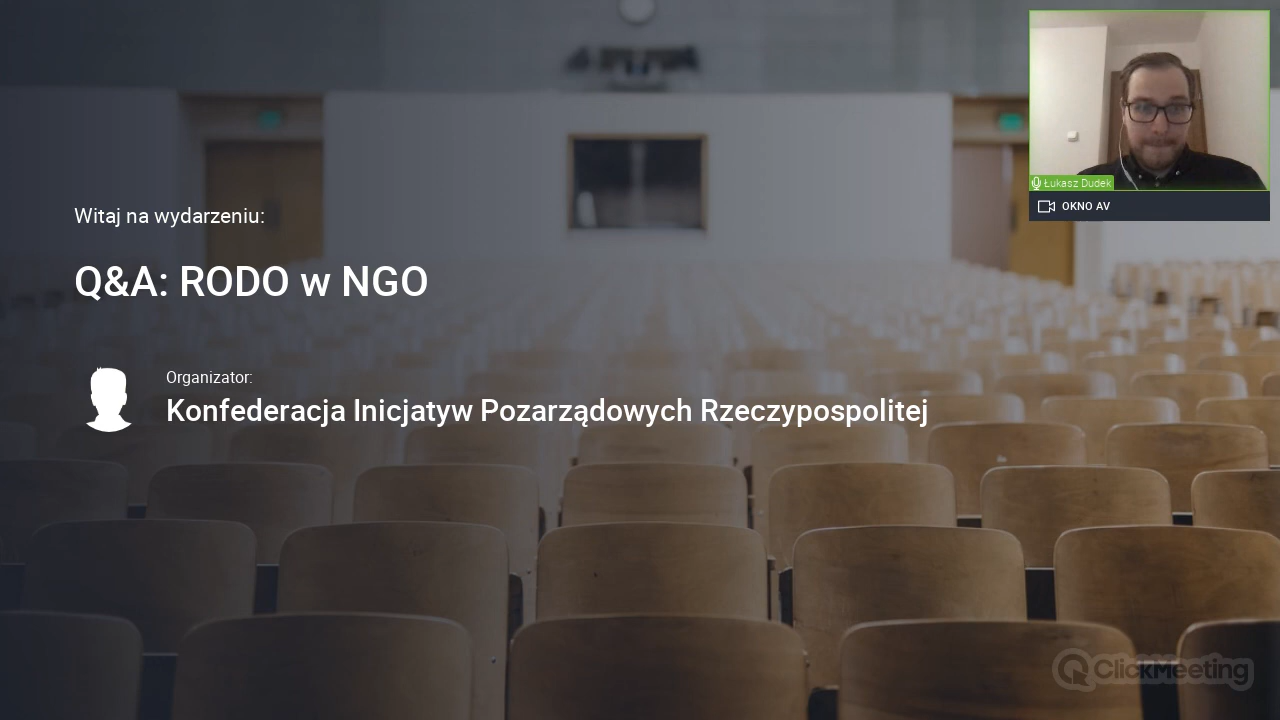 Witaj na wydarzeniu:
Q&A: RODO w NGO
Organizator:
Konfederacja Inicjatyw Pozarządowych Rzeczypospolitej
Łukasz Dudek
OKNO AV
ClickMeeting